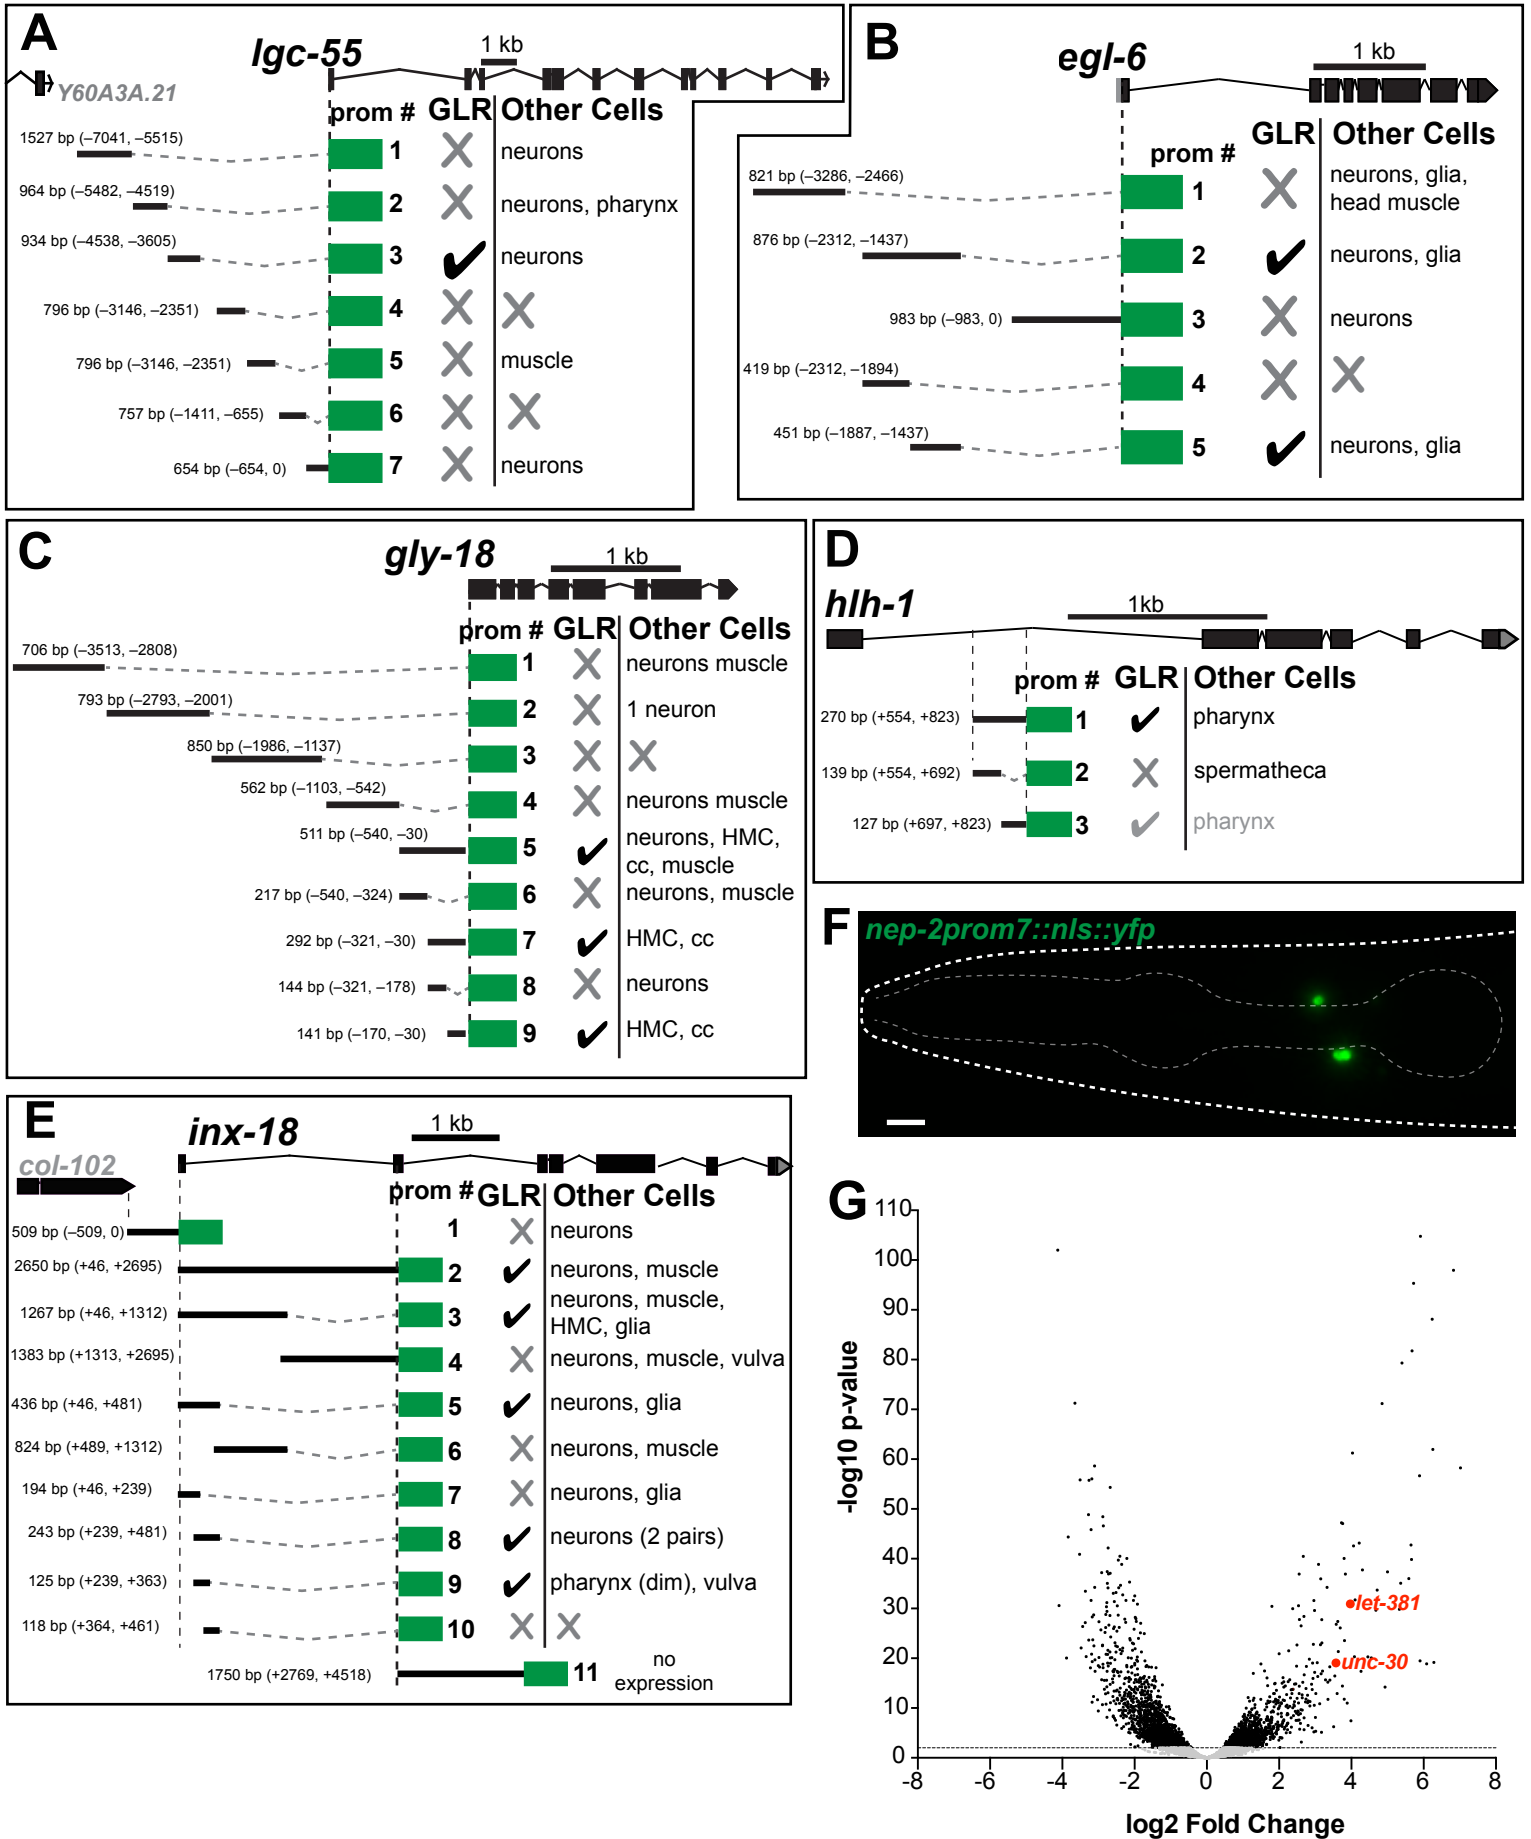 A
lgc-55
1 kb
Y60A3A.21
prom # GLR Other Cells
1527 bp (–7041, –5515)
1
neurons
964 bp (–5482, –4519)
2
neurons, pharynx
934 bp (–4538, –3605)
3
neurons
796 bp (–3146, –2351)
4
796 bp (–3146, –2351)
5
muscle
757 bp (–1411, –655)
6
654 bp (–654, 0)
7
neurons
B
egl-6
1 kb
prom #
GLR
Other Cells
821 bp (–3286, –2466)
1
neurons, glia,
head muscle
876 bp (–2312, –1437)
2
neurons, glia
983 bp (–983, 0)
3
neurons
419 bp (–2312, –1894)
4
451 bp (–1887, –1437)
5
neurons, glia
C
gly-18
1 kb
prom # GLR Other Cells
706 bp (–3513, –2808)
1
neurons muscle
793 bp (–2793, –2001)
2
1 neuron
850 bp (–1986, –1137)
3
562 bp (–1103, –542)
4
neurons muscle
511 bp (–540, –30)
5
neurons, HMC,
cc, muscle
217 bp (–540, –324)
6
neurons, muscle
292 bp (–321, –30)
7
HMC, cc
144 bp (–321, –178)
8
neurons
141 bp (–170, –30)
9
HMC, cc
D
hlh-1
1kb
prom # GLR Other Cells
270 bp (+554, +823)
1
pharynx
139 bp (+554, +692)
2
spermatheca
127 bp (+697, +823)
3
pharynx
E
inx-18
1 kb
col-102
prom # GLR Other Cells
509 bp (–509, 0)
1
neurons
2650 bp (+46, +2695)
2
neurons, muscle
1267 bp (+46, +1312)
3
neurons, muscle,
HMC, glia
1383 bp (+1313, +2695)
4
neurons, muscle, vulva
436 bp (+46, +481)
5
neurons, glia
824 bp (+489, +1312)
6
neurons, muscle
194 bp (+46, +239)
7
neurons, glia
243 bp (+239, +481)
8
neurons (2 pairs)
125 bp (+239, +363)
9
pharynx (dim), vulva
118 bp (+364, +461)
10
1750 bp (+2769, +4518)
11
no
expression
F
nep-2prom7::nls::yfp
G
-log10 p-value
110
100
90
80
70
60
50
40
30
20
10
0
let-381
unc-30
-8 -6 -4 -2 0 2 4 6 8
log2 Fold Change